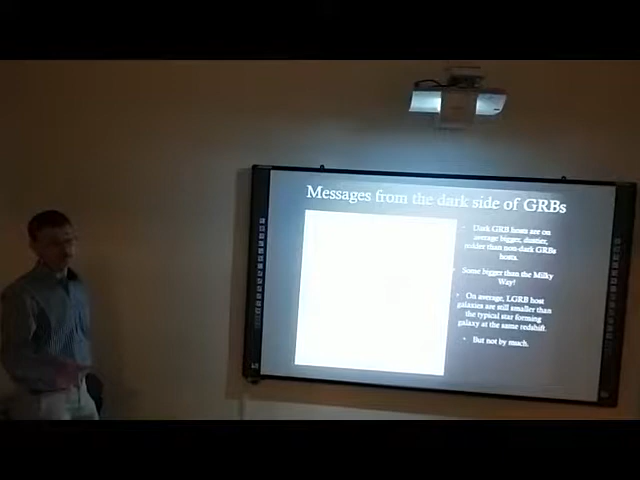 Messages from the dark side of GRBs
Dark GRB hosts are on
average bigger, dustier,
redder than non-dark GRBs
hosts.
Some bigger than the Milky
Way!
On average, LGRB host
galaxies are still smaller than
the typical star forming
galaxy at the same redshift.
But not by much.